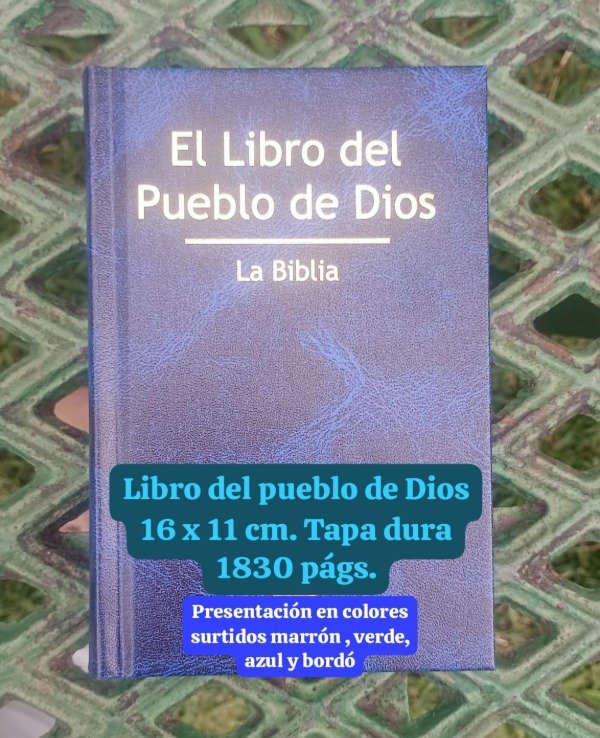 El Libro del
Pueblo de Dios
La Biblia
Libro del pueblo de Dios
16 x 11 cm. Tapa dura
1830 págs.
Presentación en colores
surtidos marrón , verde,
azul y bordó